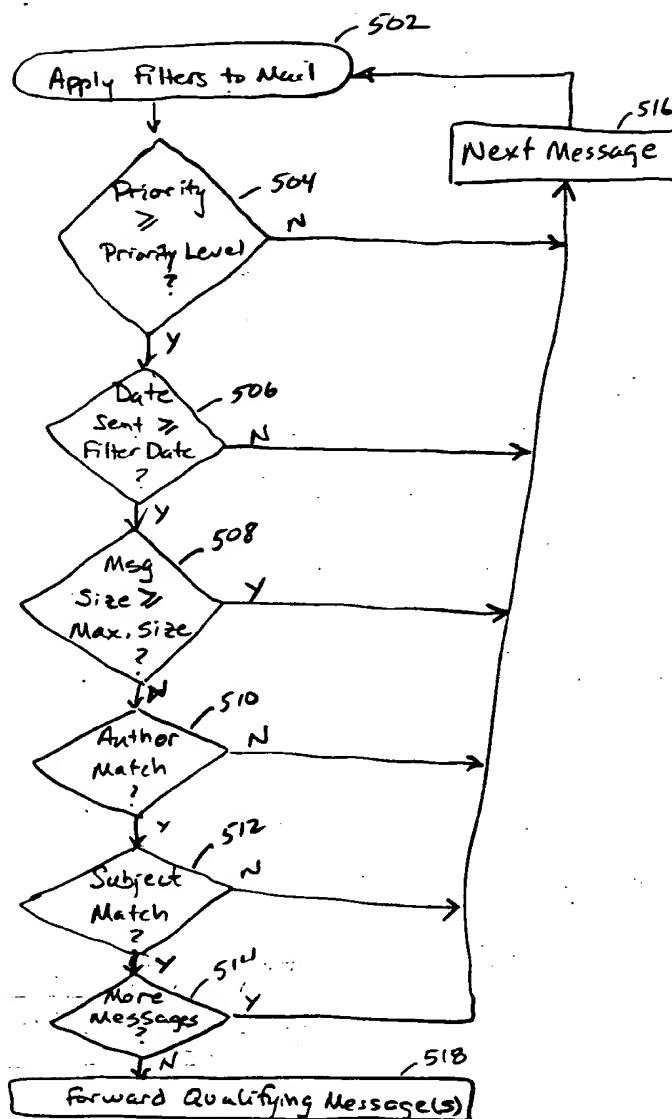 502
Apply Filters to Mail
516
Next Message
504
Priority
≥
Priority Level
?
N
Y
506
Date
Sent ≥
Filter Date
?
N
Y
508
Msg
Size ≥
Max. Size
?
Y
N
510
Author
Match
?
N
Y
512
Subject
Match
?
N
Y
514
More
Messages
?
Y
N
518
Forward Qualifying Message(s)